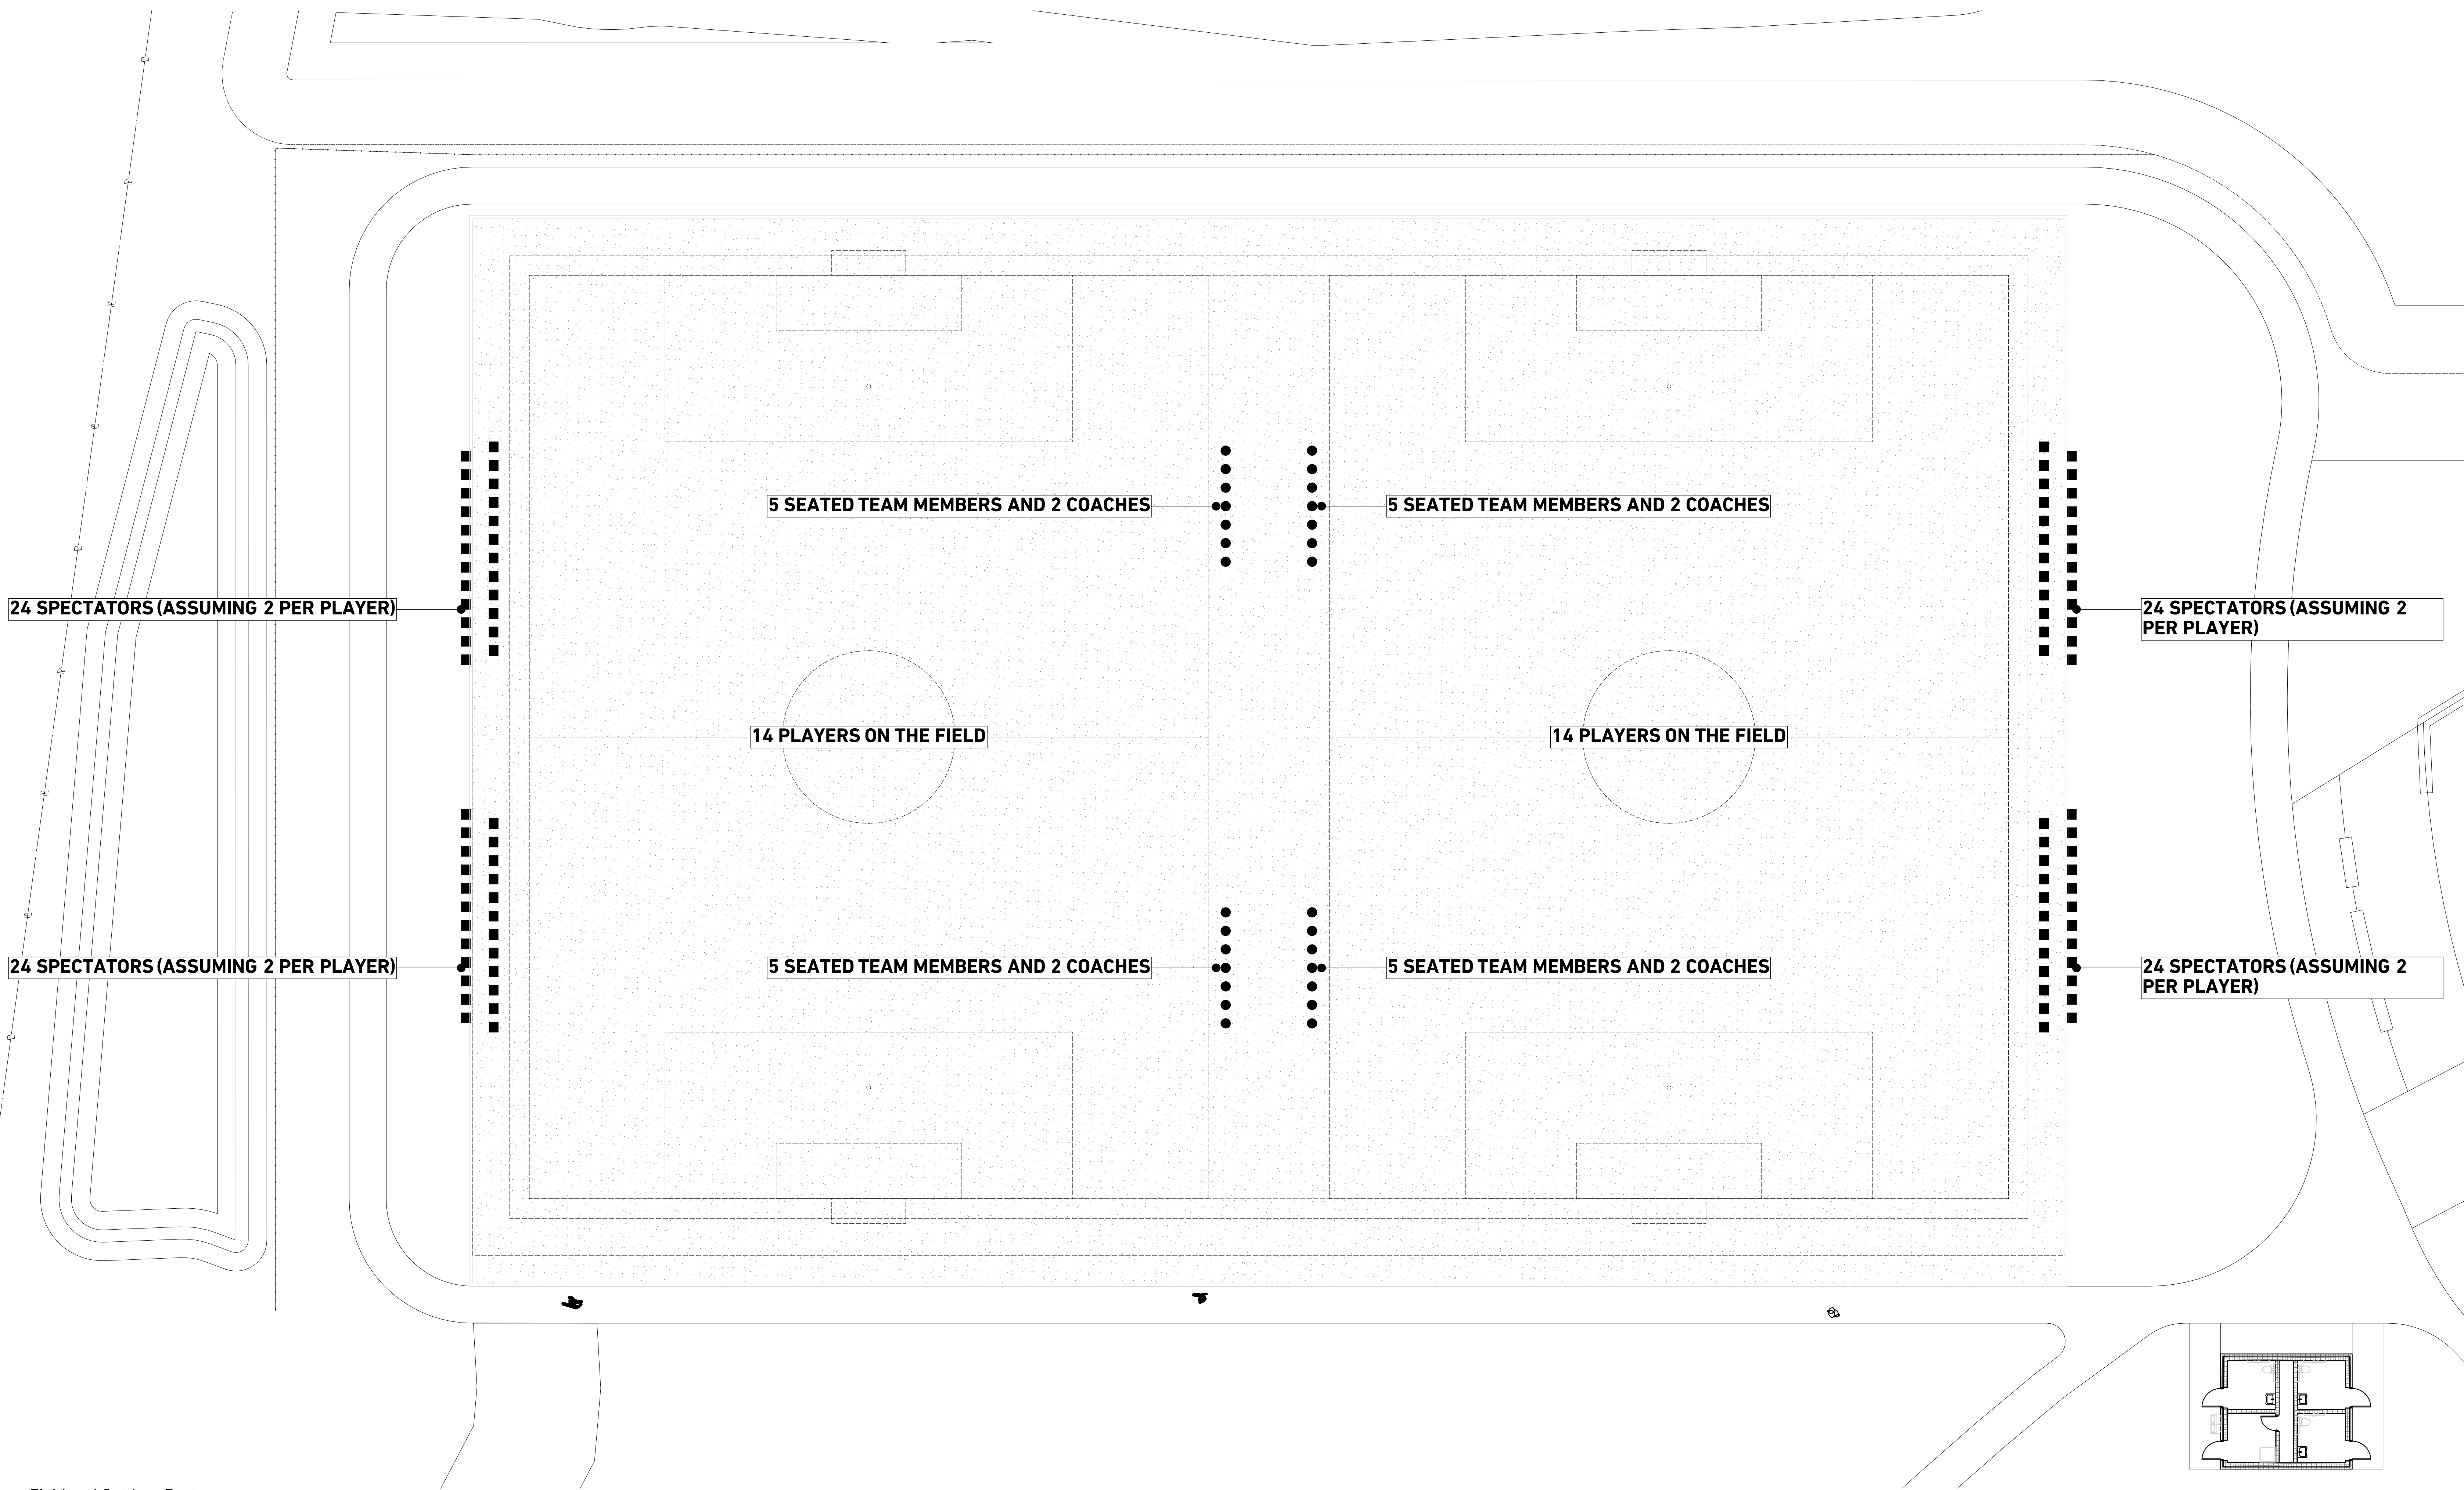 5 SEATED TEAM MEMBERS AND 2 COACHES
5 SEATED TEAM MEMBERS AND 2 COACHES
24 SPECTATORS (ASSUMING 2 PER PLAYER)
24 SPECTATORS (ASSUMING 2
PER PLAYER)
14 PLAYERS ON THE FIELD
14 PLAYERS ON THE FIELD
24 SPECTATORS (ASSUMING 2 PER PLAYER)
5 SEATED TEAM MEMBERS AND 2 COACHES
5 SEATED TEAM MEMBERS AND 2 COACHES
24 SPECTATORS (ASSUMING 2
PER PLAYER)